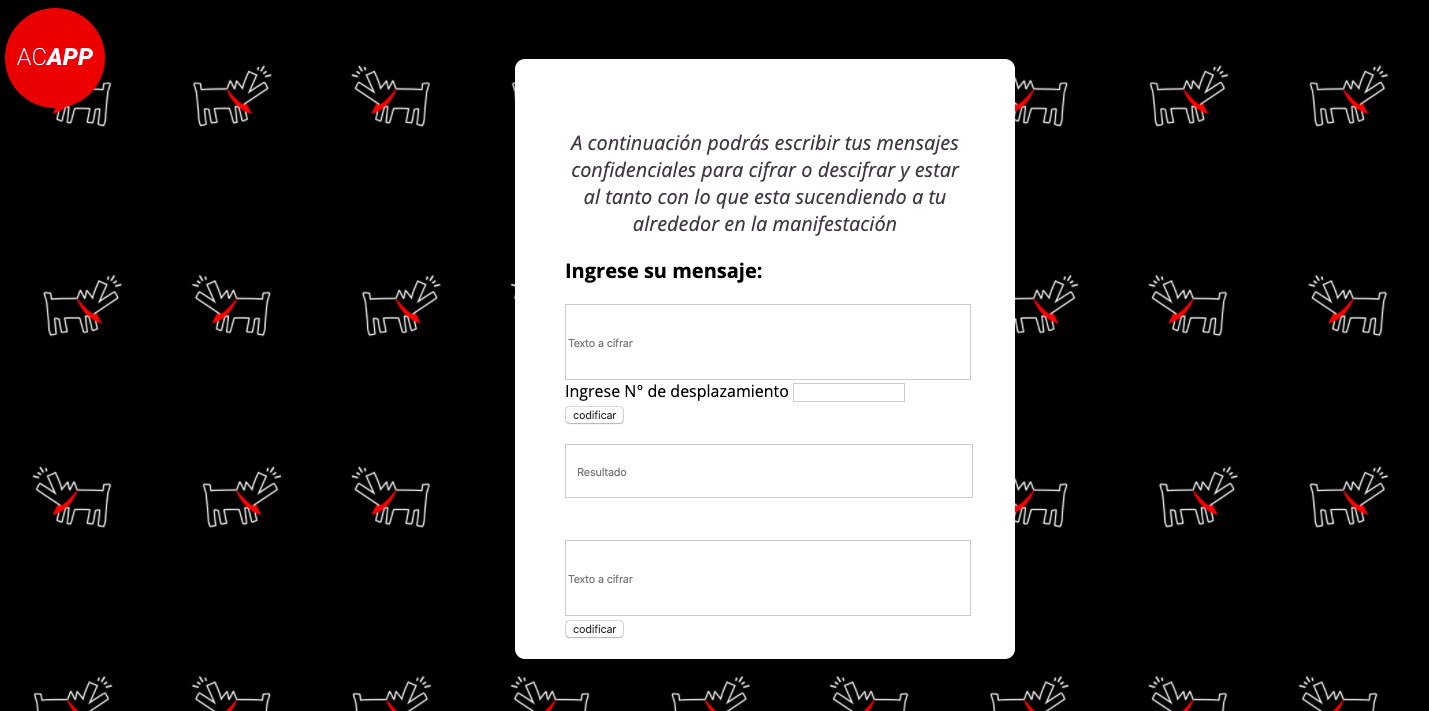 ACAPP
A continuación podrás escribir tus mensajes
confidenciales para cifrar o descifrar y estar
al tanto con lo que esta sucendiendo a tu
alrededor en la manifestación
Ingrese su mensaje:
Texto a cifrar
Ingrese N° de desplazamiento
codificar
Resultado
Texto a cifrar
codificar